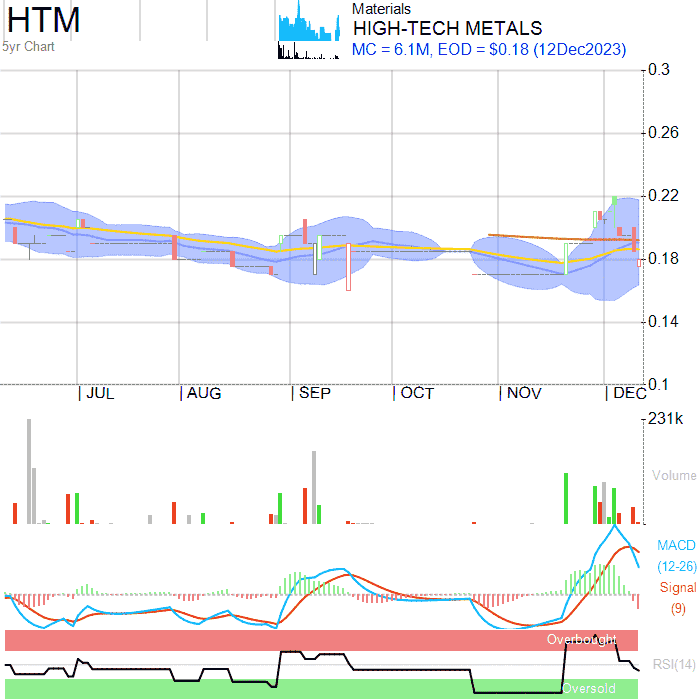 HTM
5yr Chart
Materials
HIGH-TECH METALS
MC = 6.1M, EOD = $0.18 (12Dec2023)
0.3
0.26
0.22
0.18
0.14
0.1
JUL AUG SEP OCT NOV DEC
231k
Volume
MACD
(12-26)
Signal
(9)
Overbought
RSI(14)
Oversold